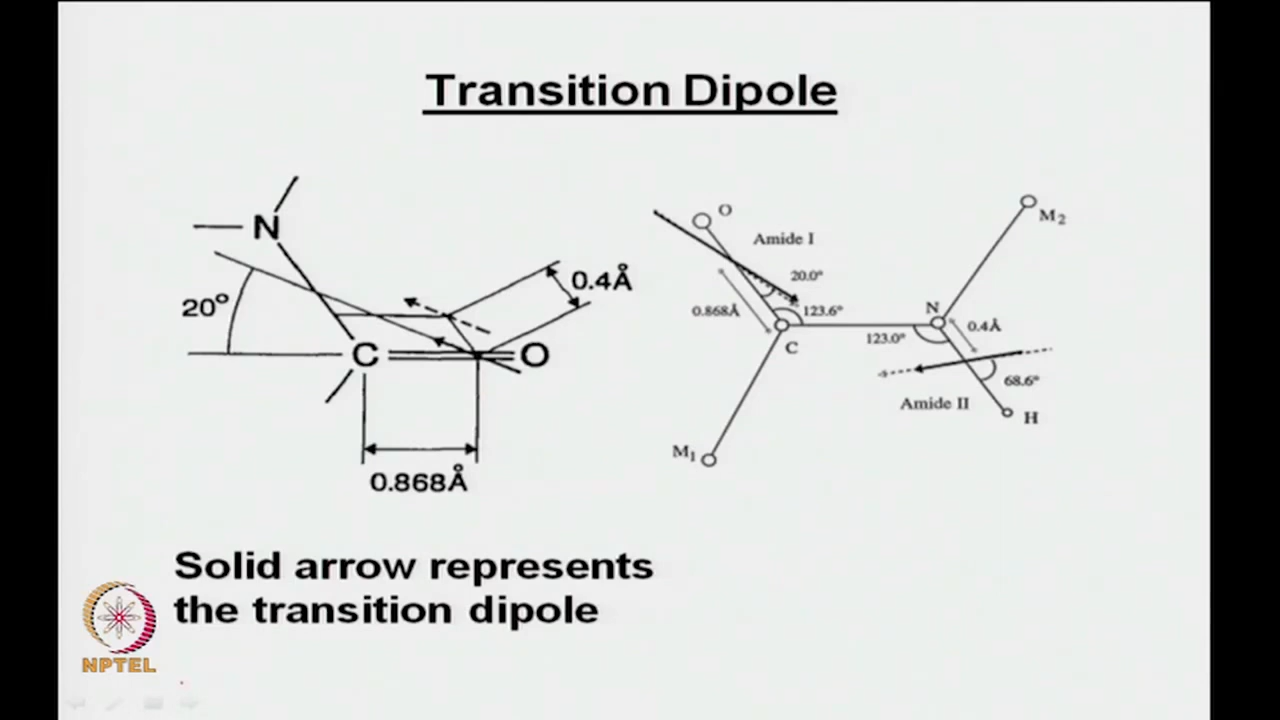 Transition Dipole
N
20°
C
O
0.4Å
0.868Å
O
Amide I
20.0°
0.868Å
123.6°
C
M₁
M₂
N
0.4Å
123.0°
68.6°
Amide II
H
Solid arrow represents
the transition dipole
NPTEL